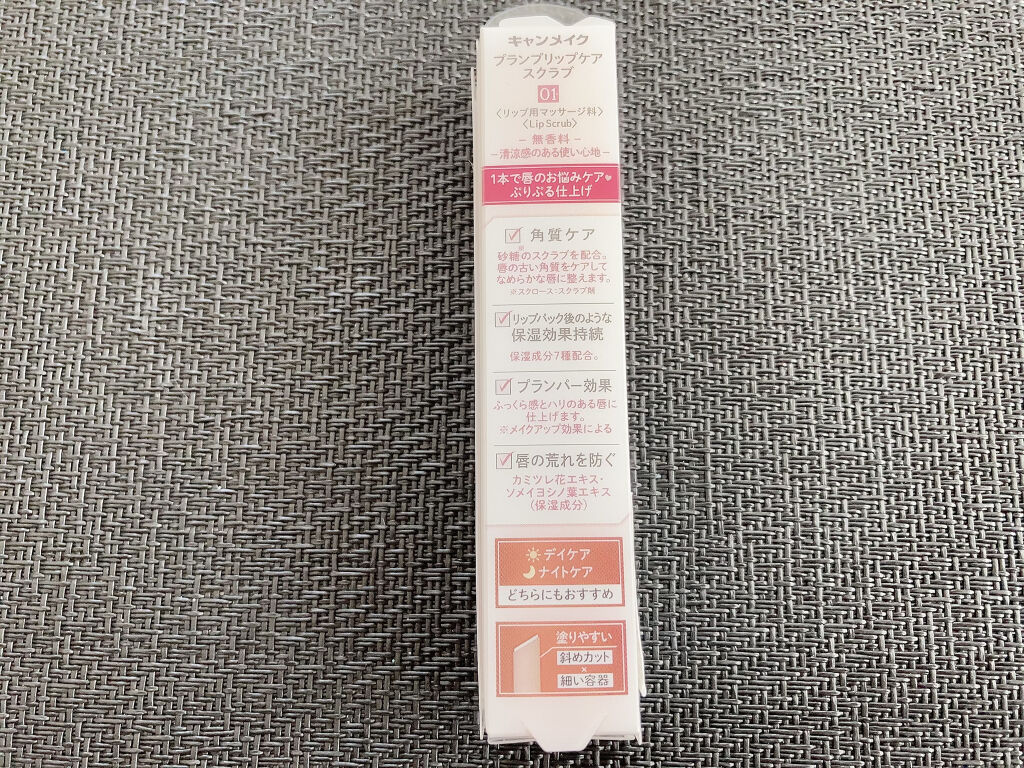 キャンメイク
プランプリップケア
スクラブ
01
〈リップ用マッサージ料〉
〈Lip Scrub〉
– 無香料 –
–清涼感のある使い心地–
1本で唇のお悩みケア♥
ぷりぷる仕上げ
角質ケア
砂糖※のスクラブを配合。
唇の古い角質をケアして
なめらかな唇に整えます。
※スクロース:スクラブ剤
リップパック後のような
保湿効果持続
保湿成分7種配合。
プランパー効果
ふっくら感とハリのある唇に
仕上げます。
※メイクアップ効果による
唇の荒れを防ぐ
カミツレ花エキス・
ソメイヨシノ葉エキス
(保湿成分)
デイケア
ナイトケア
どちらにもおすすめ
塗りやすい
斜めカット
×
細い容器